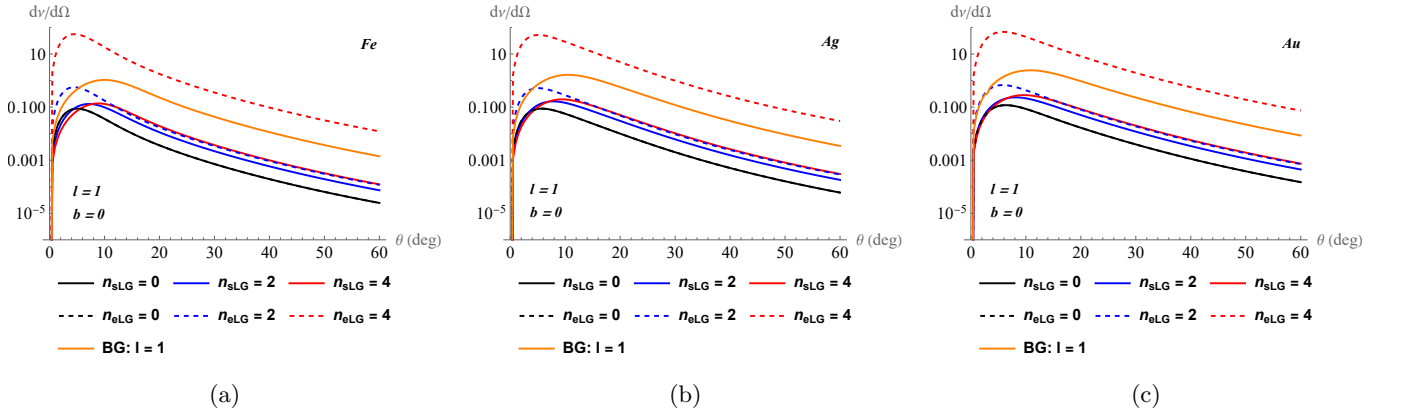 dν/dΩ
Fe
10
0.100
0.001
10⁻⁵
l = 1
b = 0
0 10 20 30 40 50 60
θ (deg)
n_sLG = 0 n_sLG = 2 n_sLG = 4
n_eLG = 0 n_eLG = 2 n_eLG = 4
BG: l = 1
(a)
dν/dΩ
Ag
10
0.100
0.001
10⁻⁵
l = 1
b = 0
0 10 20 30 40 50 60
θ (deg)
n_sLG = 0 n_sLG = 2 n_sLG = 4
n_eLG = 0 n_eLG = 2 n_eLG = 4
BG: l = 1
(b)
dν/dΩ
Au
10
0.100
0.001
10⁻⁵
l = 1
b = 0
0 10 20 30 40 50 60
θ (deg)
n_sLG = 0 n_sLG = 2 n_sLG = 4
n_eLG = 0 n_eLG = 2 n_eLG = 4
BG: l = 1
(c)